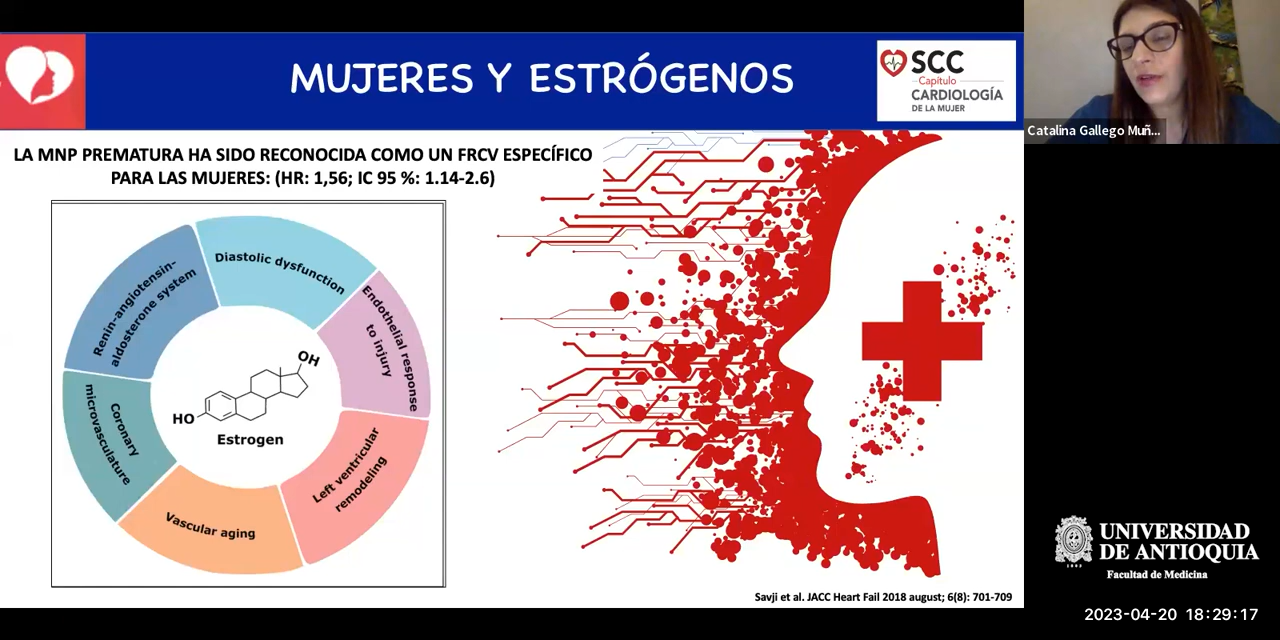 MUJERES Y ESTRÓGENOS
SCC
Capítulo
CARDIOLOGÍA
DE LA MUJER
Catalina Gallego Muñ...
LA MNP PREMATURA HA SIDO RECONOCIDA COMO UN FRCV ESPECÍFICO
PARA LAS MUJERES: (HR: 1,56; IC 95 %: 1.14-2.6)
Diastolic dysfunction
Endothelial response
to injury
Left ventricular
remodeling
Vascular aging
Coronary
microvasculature
Renin-angiotensin-
aldosterone system
OH
HO
Estrogen
Savji et al. JACC Heart Fail 2018 august; 6(8): 701-709
UNIVERSIDAD
DE ANTIOQUIA
1803
Facultad de Medicina
2023-04-20 18:29:17